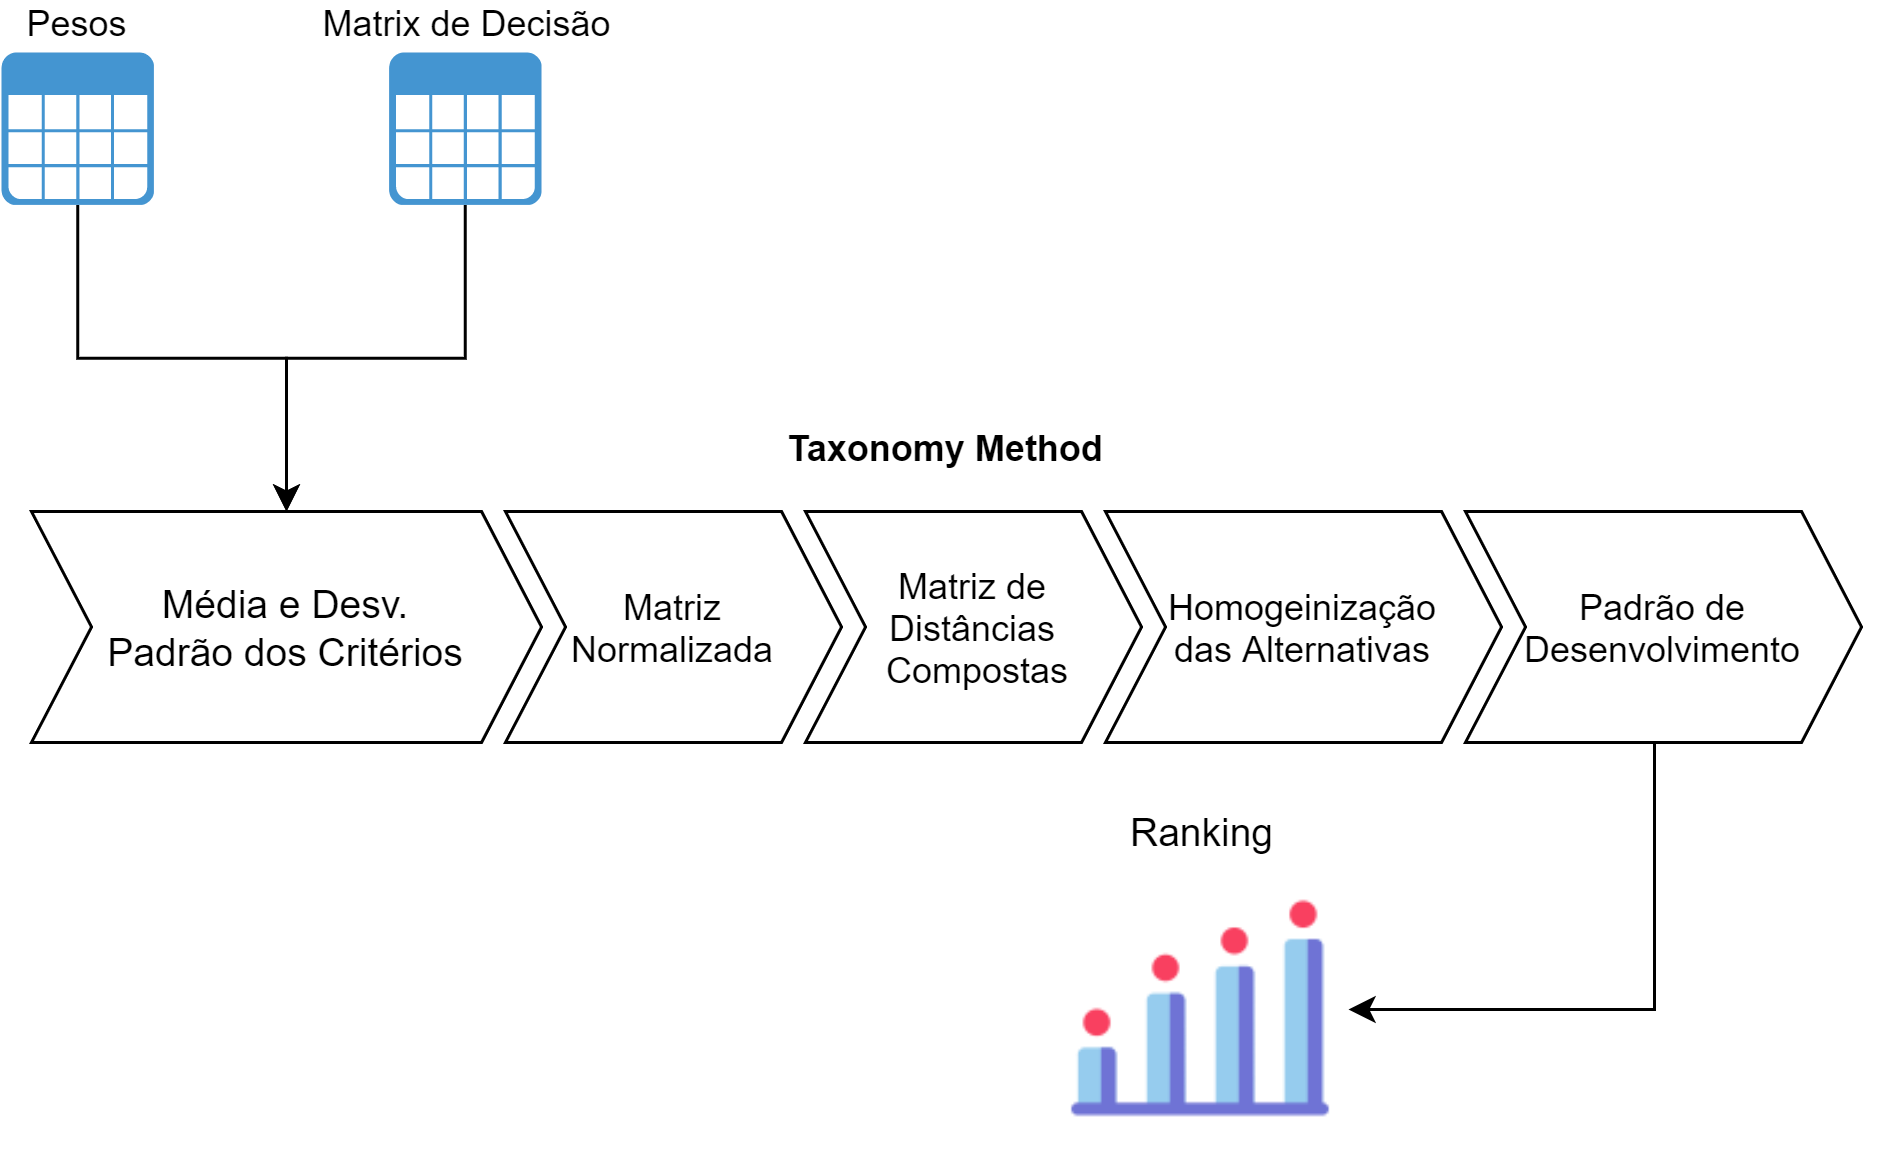 Pesos
Matrix de Decisão
Taxonomy Method
Média e Desv.
Padrão dos Critérios
Matriz
Normalizada
Matriz de
Distâncias
Compostas
Homogeinização
das Alternativas
Padrão de
Desenvolvimento
Ranking